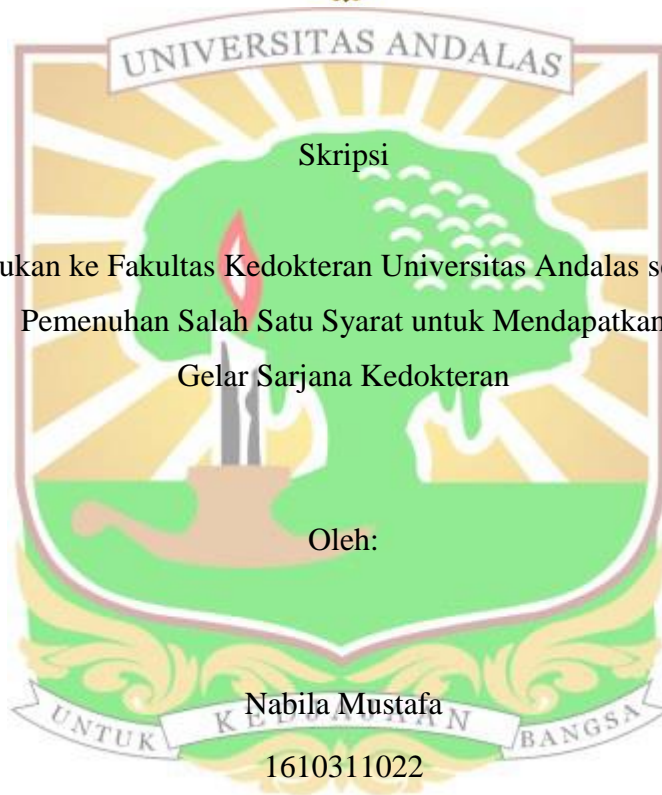 UNIVERSITAS ANDALAS
Skripsi
ukan ke Fakultas Kedokteran Universitas Andalas se
Pemenuhan Salah Satu Syarat untuk Mendapatkan
Gelar Sarjana Kedokteran
Oleh:
Nabila Mustafa
UNTUK KEDJAJAAN BANGSA
1610311022